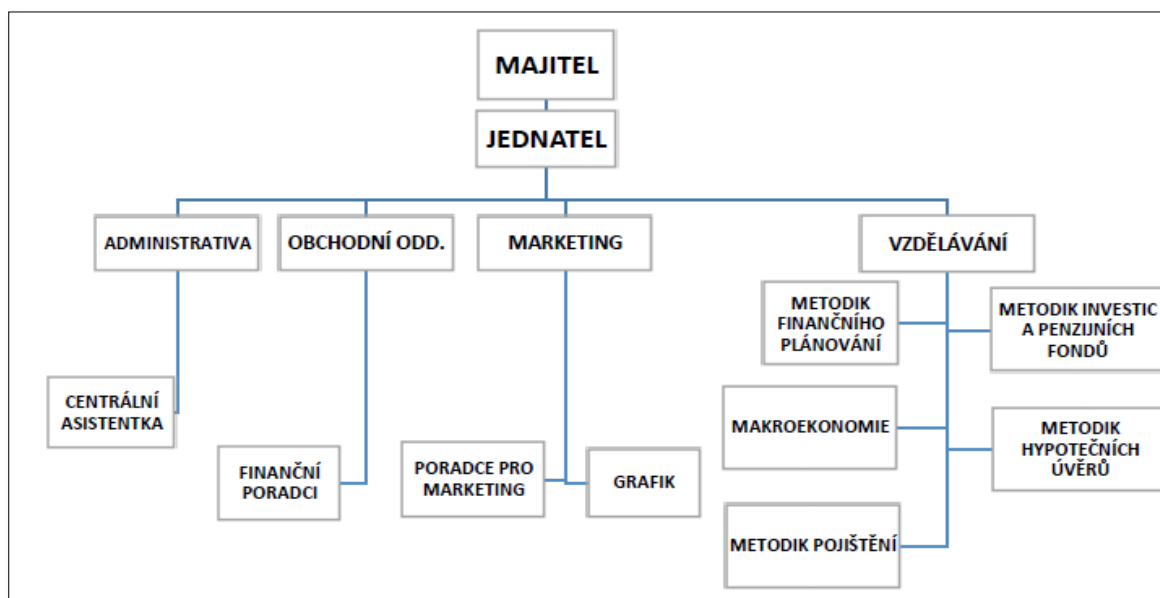 MAJITEL
JEDNATEL
ADMINISTRATIVA
OBCHODNÍ ODD.
MARKETING
VZDĚLÁVÁNÍ
METODIK
FINANČNÍHO
PLÁNOVÁNÍ
METODIK INVESTIC
A PENZIJNÍCH
FONDŮ
CENTRÁLNÍ
ASISTENTKA
MAKROEKONOMIE
METODIK
HYPOTEČNÍCH
ÚVĚRŮ
FINANČNÍ
PORADCI
PORADCE PRO
MARKETING
GRAFIK
METODIK POJIŠTĚNÍ